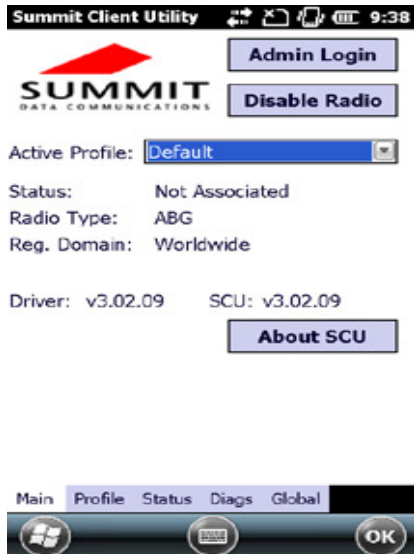 Summit Client Utility 9:38
Admin Login
SUMMIT
DATA COMMUNICATIONS
Disable Radio
Active Profile: Default
Status: Not Associated
Radio Type: ABG
Reg. Domain: Worldwide
Driver: v3.02.09 SCU: v3.02.09
About SCU
Main Profile Status Diags Global
OK